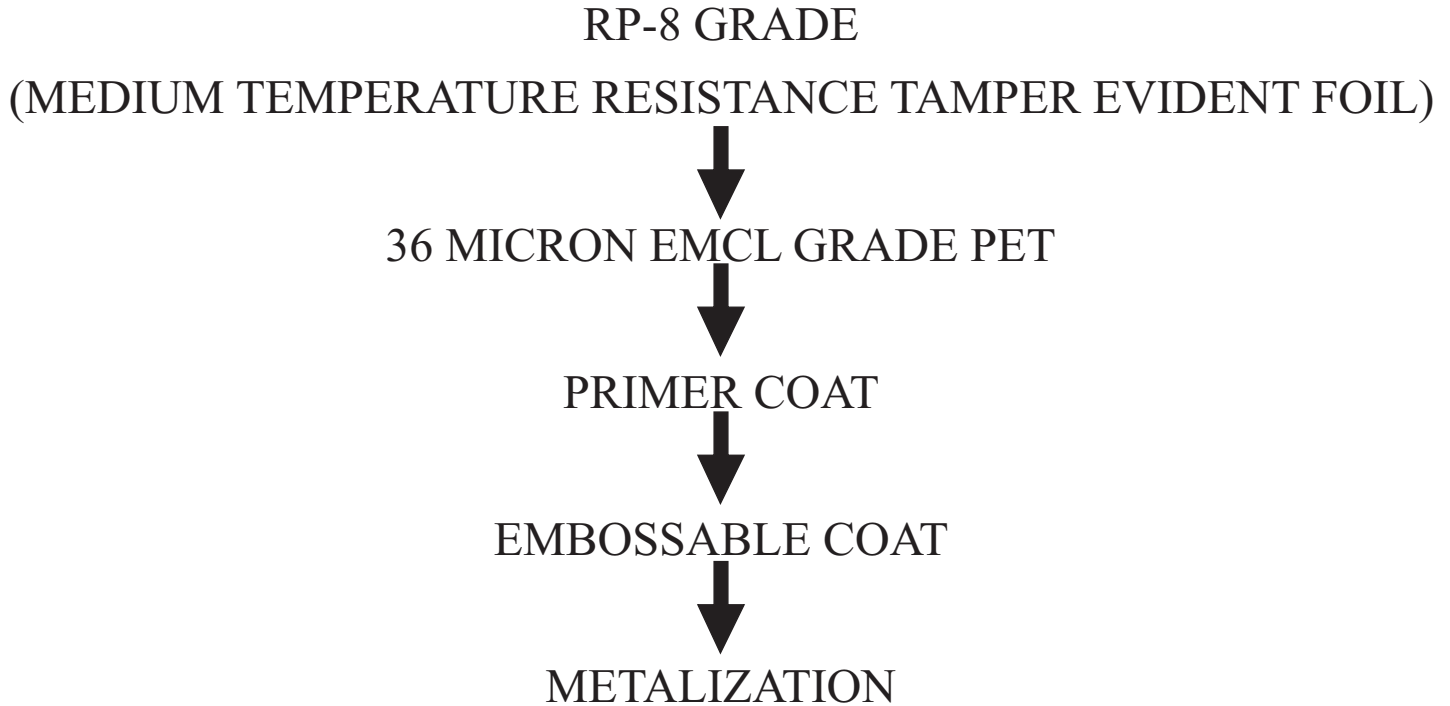 RP-8 GRADE
(MEDIUM TEMPERATURE RESISTANCE TAMPER EVIDENT FOIL)
36 MICRON EMCL GRADE PET
PRIMER COAT
EMBOSSABLE COAT
METALIZATION